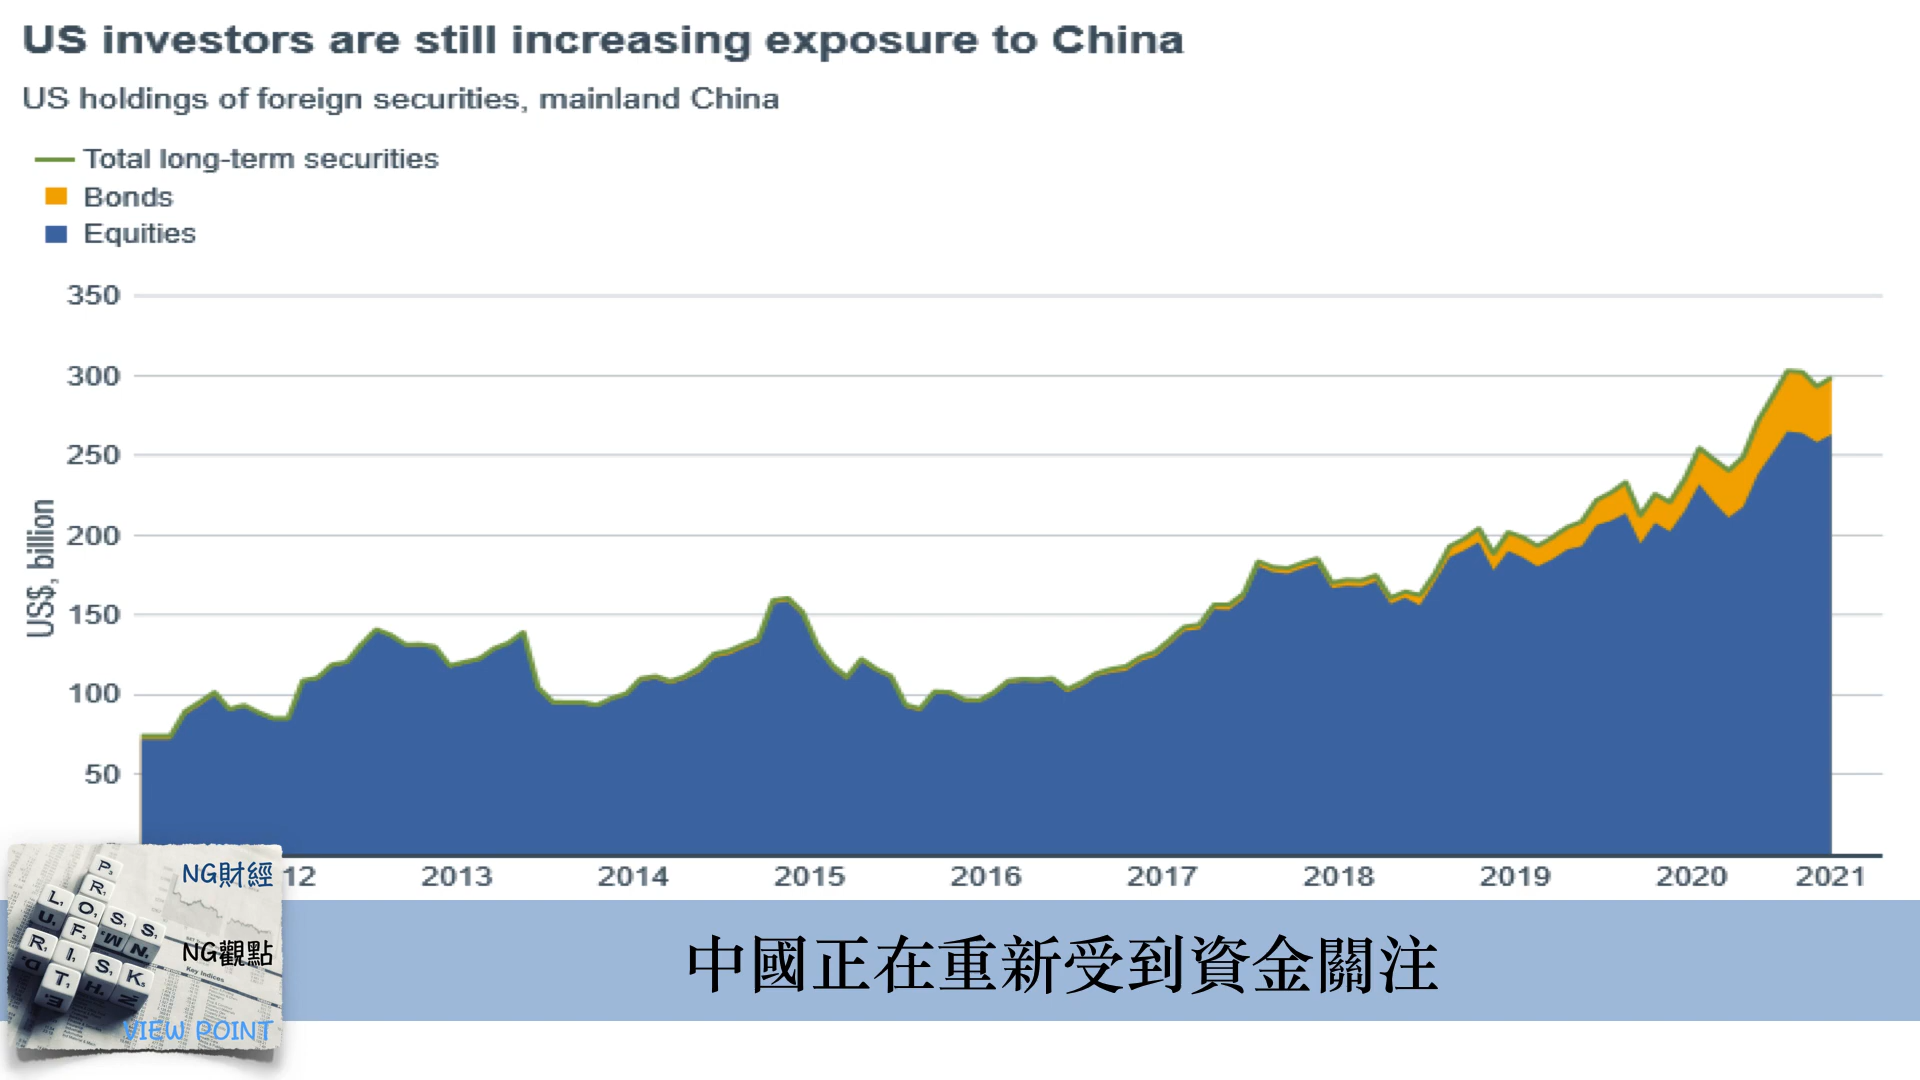 US investors are still increasing exposure to China
US holdings of foreign securities, mainland China
Total long-term securities
Bonds
Equities
350
300
250
200
150
100
50
US$, billion
12 2013 2014 2015 2016 2017 2018 2019 2020 2021
NG財經
NG觀點
Key Indices
VIEW POINT
中國正在重新受到資金關注